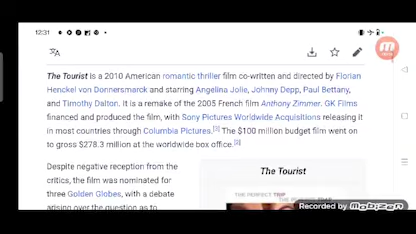 12:31
The Tourist is a 2010 American romantic thriller film co-written and directed by Florian
Henckel von Donnersmarck and starring Angelina Jolie, Johnny Depp, Paul Bettany,
and Timothy Dalton. It is a remake of the 2005 French film Anthony Zimmer. GK Films
financed and produced the film, with Sony Pictures Worldwide Acquisitions releasing it
in most countries through Columbia Pictures. The $100 million budget film went on
to gross $278.3 million at the worldwide box office.
Despite negative reception from the
critics, the film was nominated for
three Golden Globes, with a debate
arising over the question as to
The Tourist
THE PERFECT TRIP
Recorded by mobizen